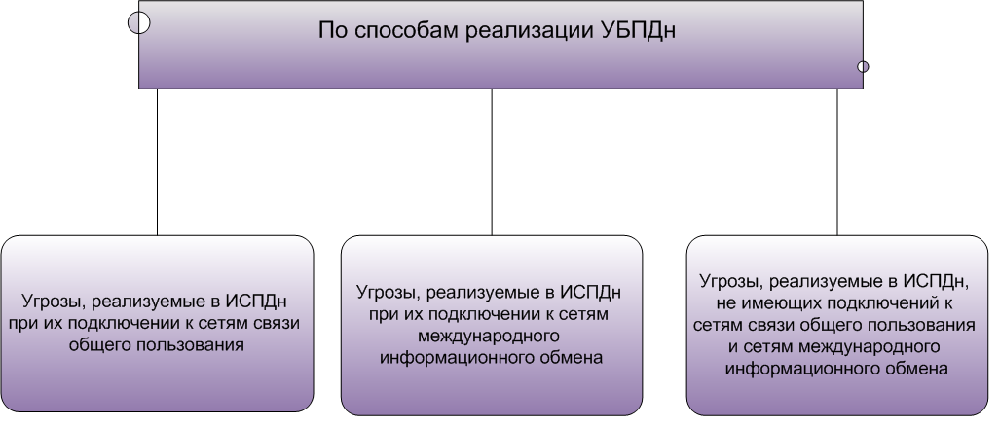 По способам реализации УБПДн
Угрозы, реализуемые в ИСПДн
при их подключении к сетям связи
общего пользования
Угрозы, реализуемые в ИСПДн
при их подключении к сетям
международного
информационного обмена
Угрозы, реализуемые в ИСПДн,
не имеющих подключений к
сетям связи общего пользования
и сетям международного
информационного обмена